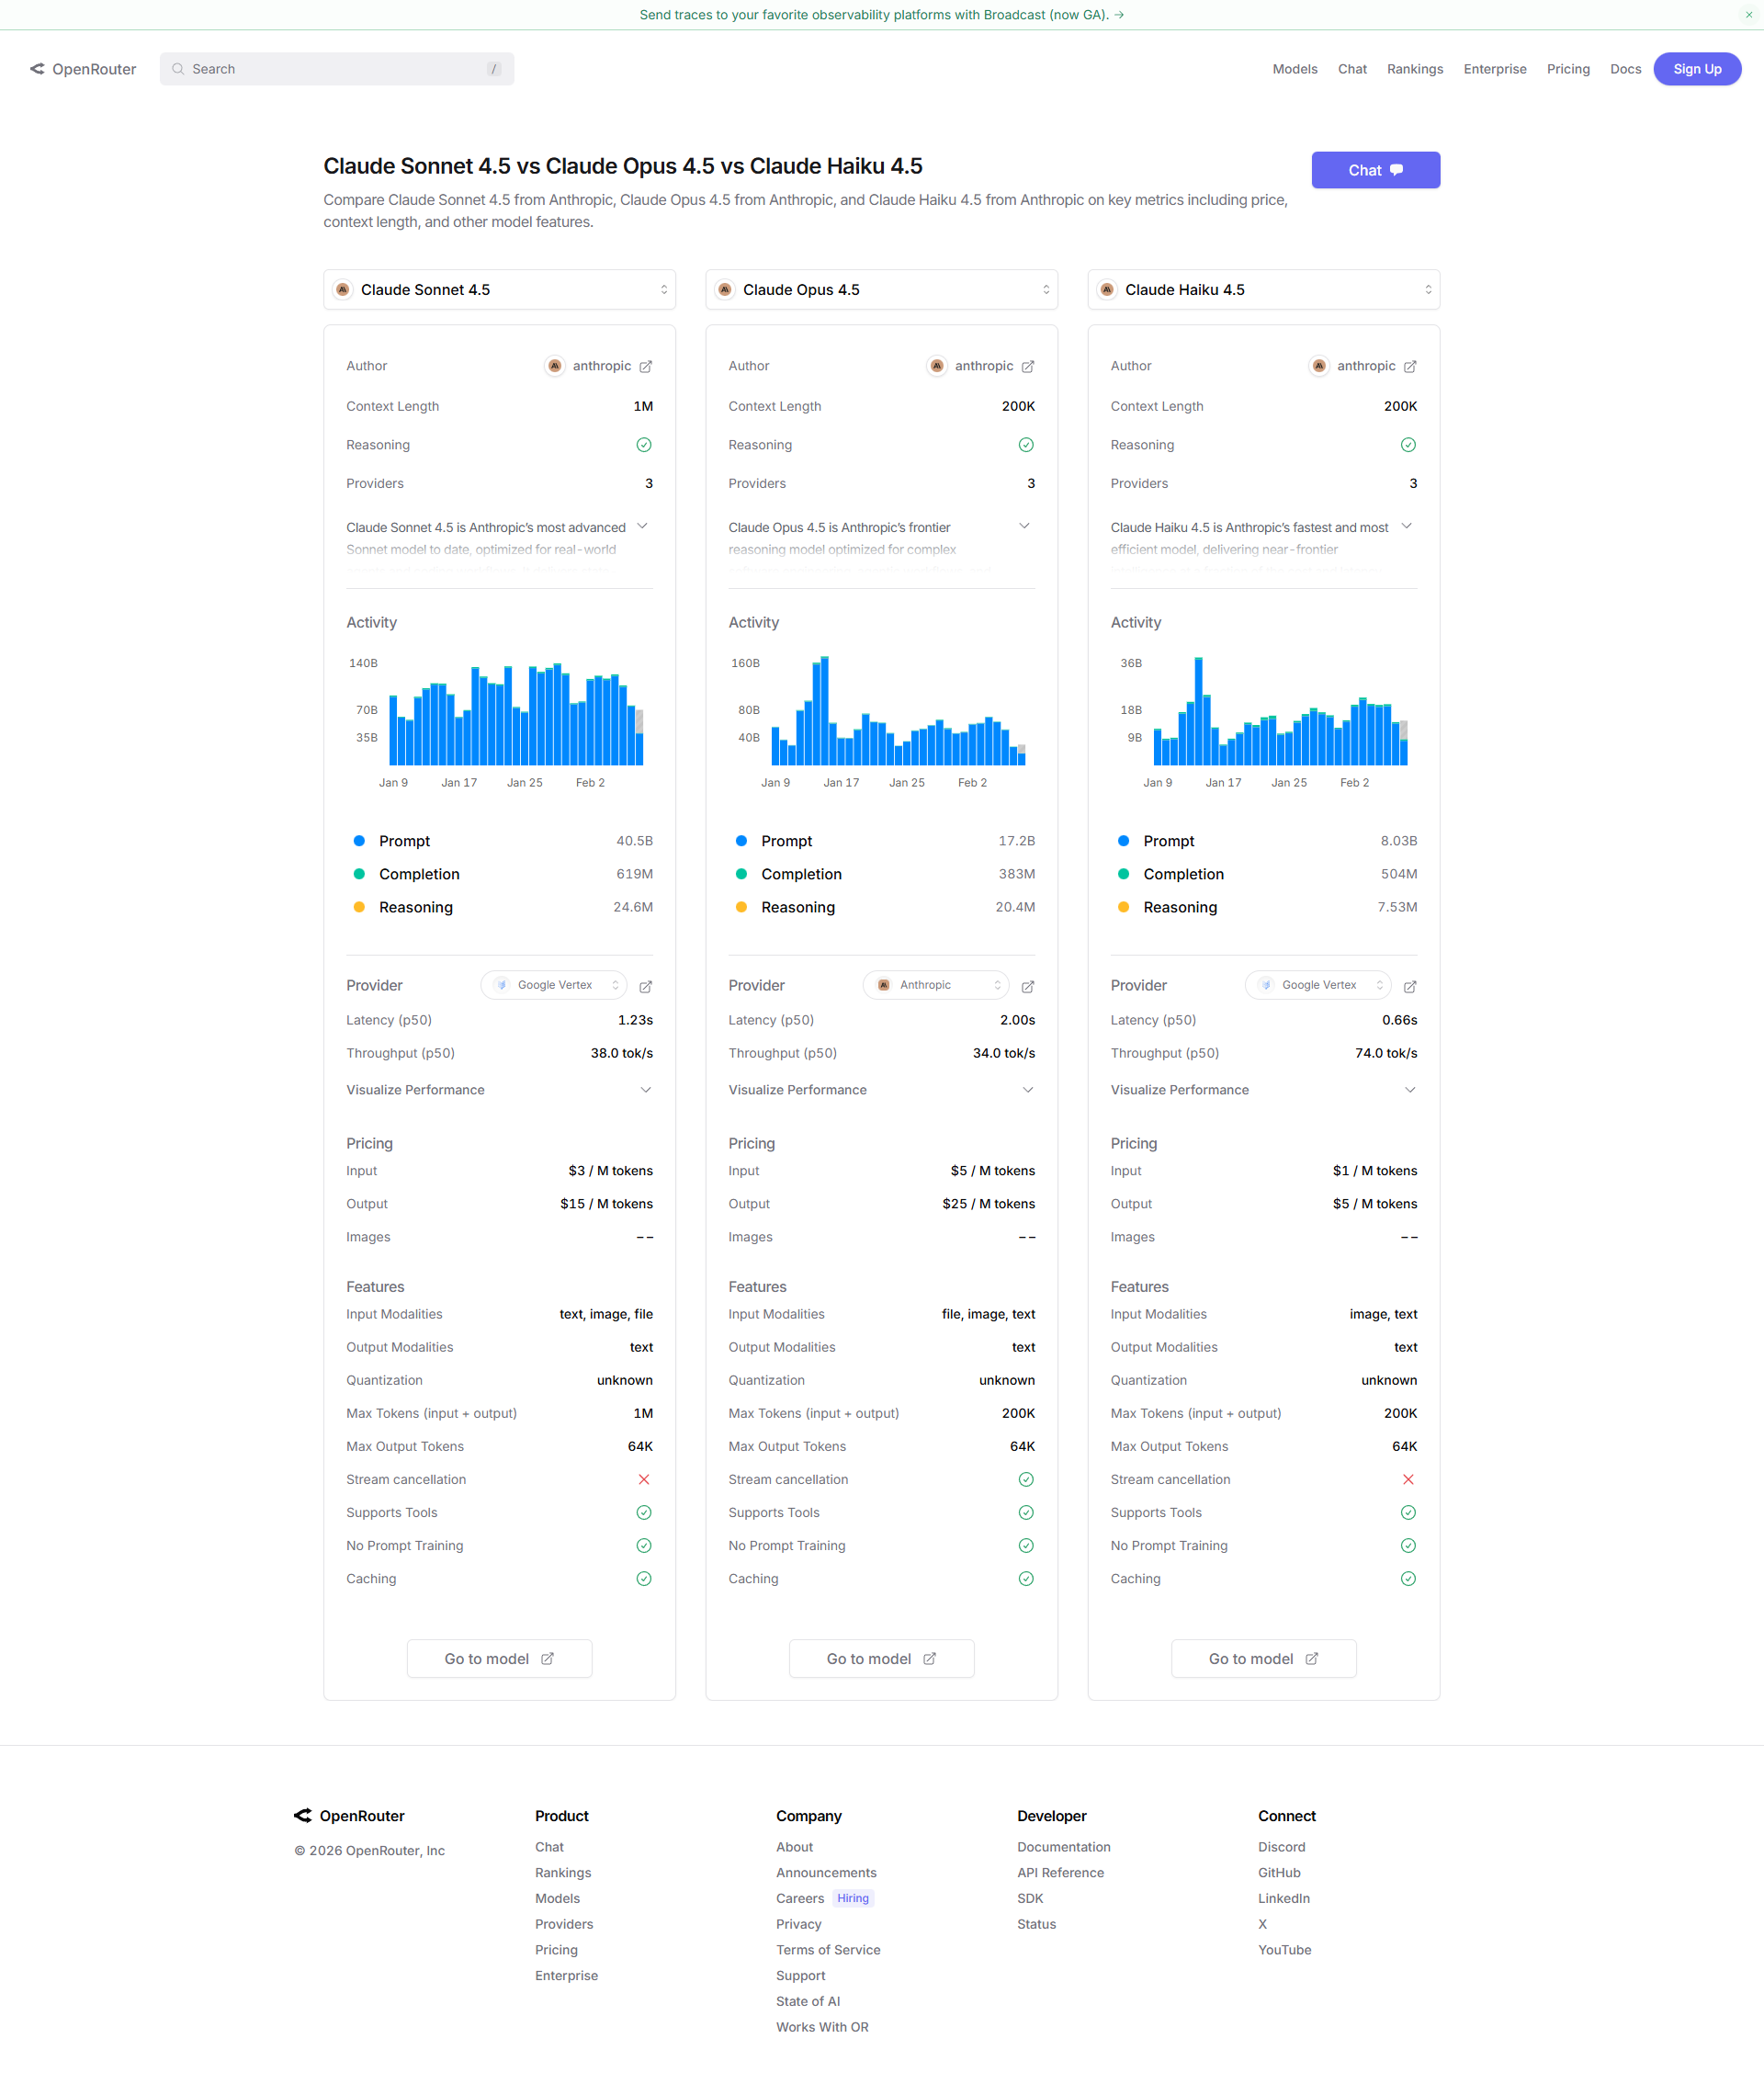 Send traces to your favorite observability platforms with Broadcast (now GA). →
OpenRouter
Search
/
Models
Chat
Rankings
Enterprise
Pricing
Docs
Sign Up
Claude Sonnet 4.5 vs Claude Opus 4.5 vs Claude Haiku 4.5
Chat
Compare Claude Sonnet 4.5 from Anthropic, Claude Opus 4.5 from Anthropic, and Claude Haiku 4.5 from Anthropic on key metrics including price,
context length, and other model features.
Claude Sonnet 4.5
Author anthropic
Context Length 1M
Reasoning
Providers 3
Claude Sonnet 4.5 is Anthropic's most advanced
Sonnet model to date, optimized for real-world
Activity
140B
70B
35B
Jan 9 Jan 17 Jan 25 Feb 2
Prompt 40.5B
Completion 619M
Reasoning 24.6M
Provider Google Vertex
Latency (p50) 1.23s
Throughput (p50) 38.0 tok/s
Visualize Performance
Pricing
Input $3 / M tokens
Output $15 / M tokens
Images --
Features
Input Modalities text, image, file
Output Modalities text
Quantization unknown
Max Tokens (input + output) 1M
Max Output Tokens 64K
Stream cancellation
Supports Tools
No Prompt Training
Caching
Go to model
Claude Opus 4.5
Author anthropic
Context Length 200K
Reasoning
Providers 3
Claude Opus 4.5 is Anthropic's frontier
reasoning model optimized for complex
Activity
160B
80B
40B
Jan 9 Jan 17 Jan 25 Feb 2
Prompt 17.2B
Completion 383M
Reasoning 20.4M
Provider Anthropic
Latency (p50) 2.00s
Throughput (p50) 34.0 tok/s
Visualize Performance
Pricing
Input $5 / M tokens
Output $25 / M tokens
Images --
Features
Input Modalities file, image, text
Output Modalities text
Quantization unknown
Max Tokens (input + output) 200K
Max Output Tokens 64K
Stream cancellation
Supports Tools
No Prompt Training
Caching
Go to model
Claude Haiku 4.5
Author anthropic
Context Length 200K
Reasoning
Providers 3
Claude Haiku 4.5 is Anthropic's fastest and most
efficient model, delivering near-frontier
Activity
36B
18B
9B
Jan 9 Jan 17 Jan 25 Feb 2
Prompt 8.03B
Completion 504M
Reasoning 7.53M
Provider Google Vertex
Latency (p50) 0.66s
Throughput (p50) 74.0 tok/s
Visualize Performance
Pricing
Input $1 / M tokens
Output $5 / M tokens
Images --
Features
Input Modalities image, text
Output Modalities text
Quantization unknown
Max Tokens (input + output) 200K
Max Output Tokens 64K
Stream cancellation
Supports Tools
No Prompt Training
Caching
Go to model
OpenRouter
© 2026 OpenRouter, Inc
Product
Chat
Rankings
Models
Providers
Pricing
Enterprise
Company
About
Announcements
Careers Hiring
Privacy
Terms of Service
Support
State of AI
Works With OR
Developer
Documentation
API Reference
SDK
Status
Connect
Discord
GitHub
LinkedIn
X
YouTube